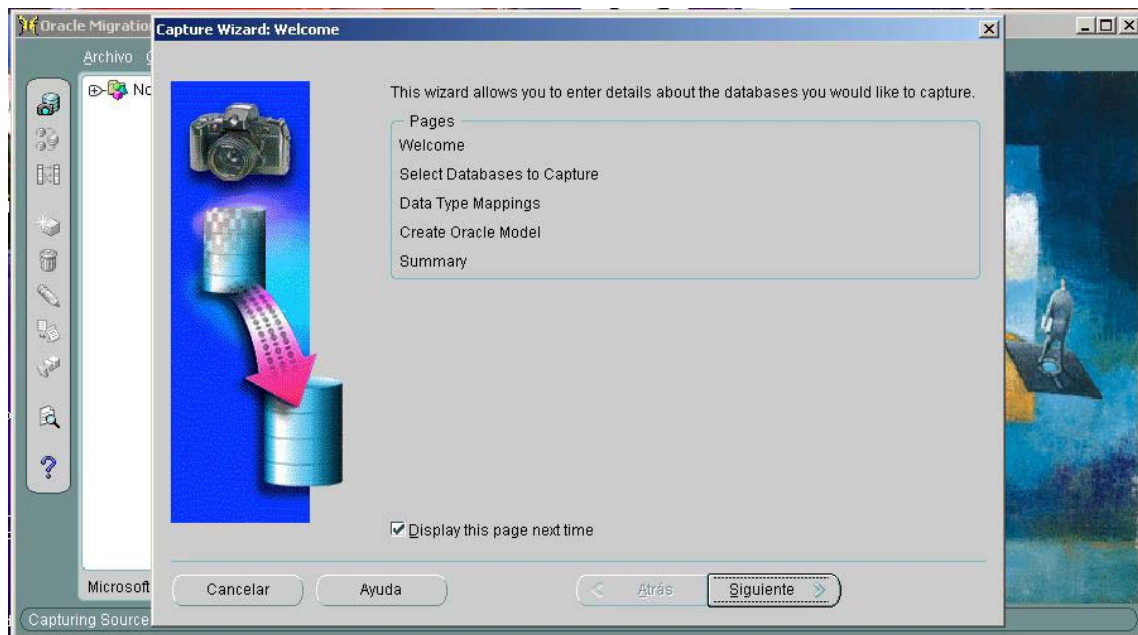 Oracle Migratio
Capture Wizard: Welcome
Archivo
This wizard allows you to enter details about the databases you would like to capture.
Pages
Welcome
Select Databases to Capture
Data Type Mappings
Create Oracle Model
Summary
Display this page next time
Microsoft
Cancelar
Ayuda
Atrás
Siguiente
Capturing Source